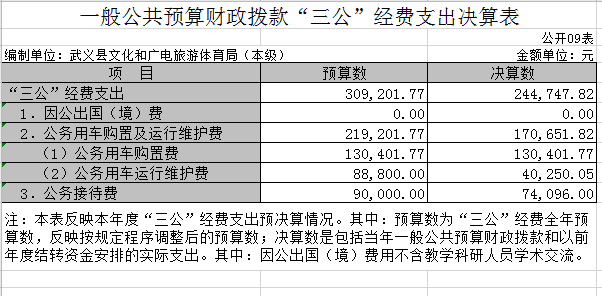 一般公共预算财政拨款“三公”经费支出决算表
公开09表
编制单位：武义县文化和广电旅游体育局（本级） 金额单位：元
项 目 预算数 决算数
“三公”经费支出 309,201.77 244,747.82
1．因公出国（境）费 0.00 0.00
2．公务用车购置及运行维护费 219,201.77 170,651.82
（1）公务用车购置费 130,401.77 130,401.77
（2）公务用车运行维护费 88,800.00 40,250.05
3．公务接待费 90,000.00 74,096.00
注：本表反映本年度“三公”经费支出预决算情况。其中：预算数为“三公”经费全年预
算数，反映按规定程序调整后的预算数；决算数是包括当年一般公共预算财政拨款和以前
年度结转资金安排的实际支出。其中：因公出国（境）费用不含教学科研人员学术交流。